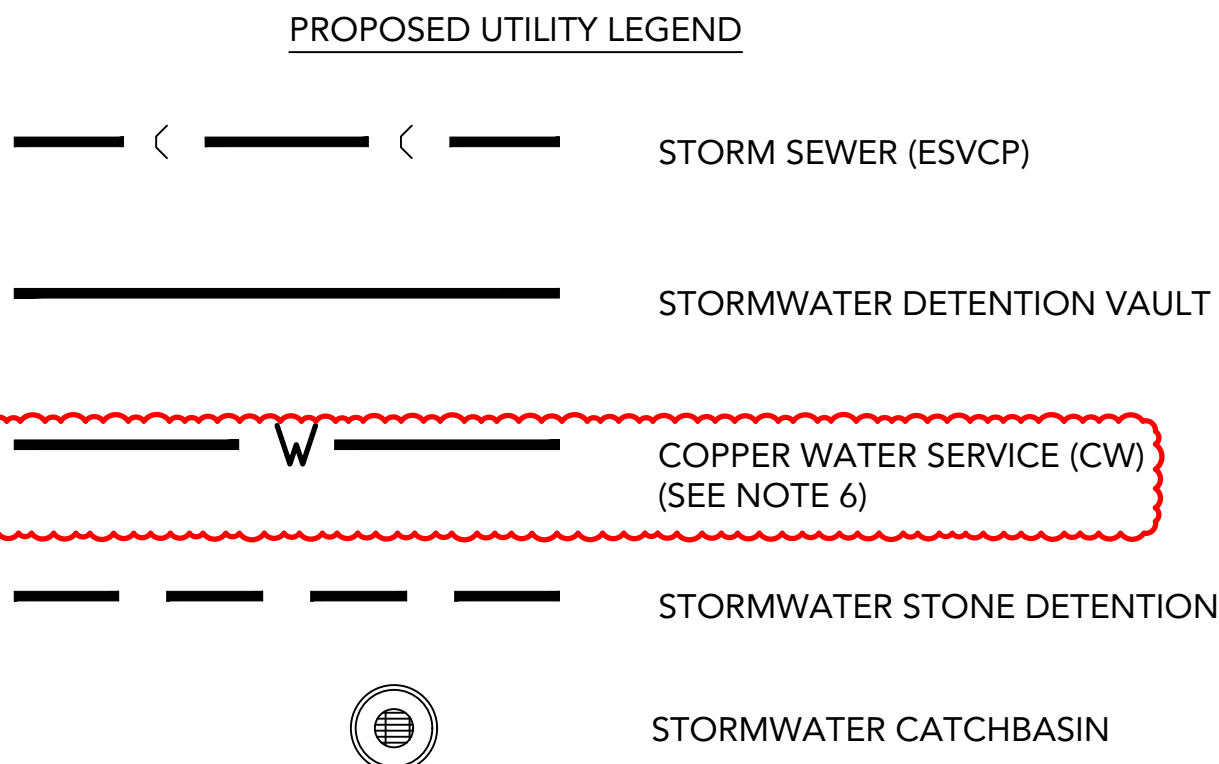 PROPOSED UTILITY LEGEND
STORM SEWER (ESVCP)
STORMWATER DETENTION VAULT
W
COPPER WATER SERVICE (CW)
(SEE NOTE 6)
STORMWATER STONE DETENTION
STORMWATER CATCHBASIN